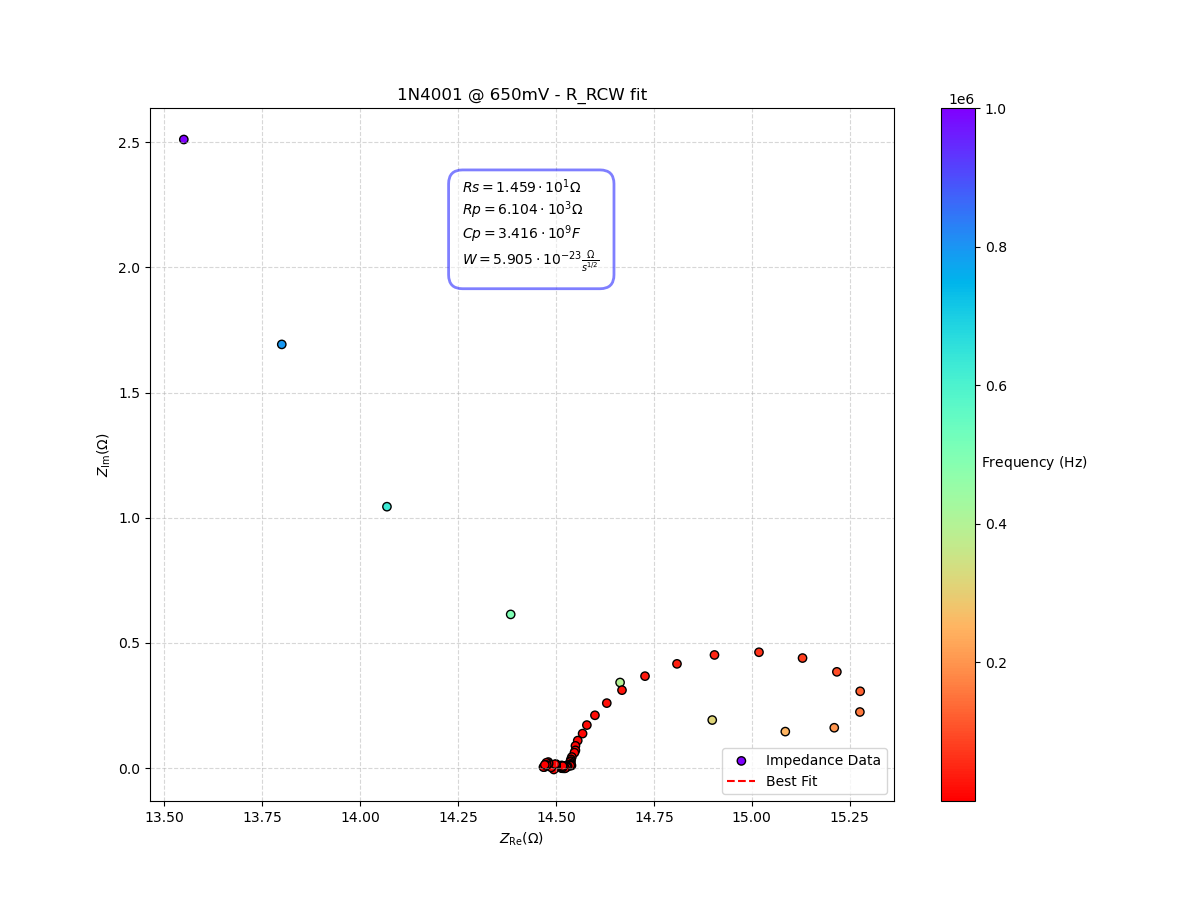 1N4001 @ 650mV - R_RCW fit
1e6
Rs = 1.459 · 10¹Ω
Rp = 6.104 · 10³Ω
Cp = 3.416 · 10⁹F
W = 5.905 · 10⁻²³ Ω/s^{1/2}
2.5
2.0
1.5
1.0
0.5
0.0
Z_Im(Ω)
13.50 13.75 14.00 14.25 14.50 14.75 15.00 15.25
Z_Re(Ω)
Impedance Data
Best Fit
1.0
0.8
0.6
0.4
0.2
Frequency (Hz)